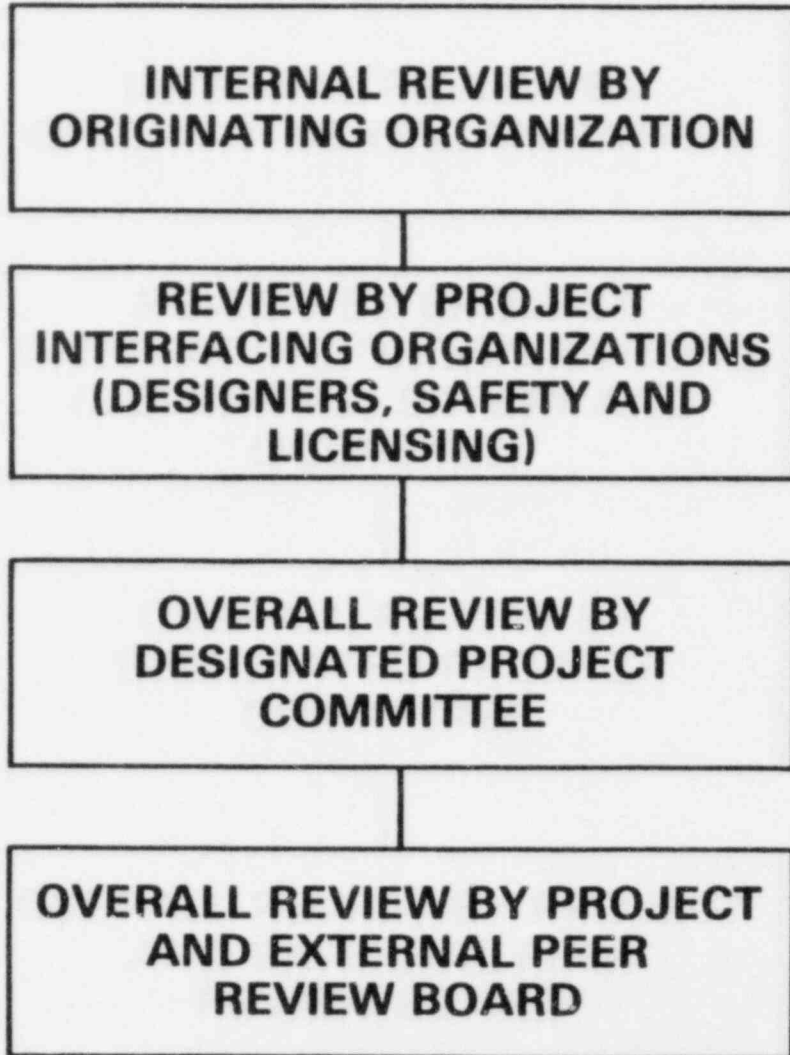 INTERNAL REVIEW BY
ORIGINATING ORGANIZATION
REVIEW BY PROJECT
INTERFACING ORGANIZATIONS
(DESIGNERS, SAFETY AND
LICENSING)
OVERALL REVIEW BY
DESIGNATED PROJECT
COMMITTEE
OVERALL REVIEW BY PROJECT
AND EXTERNAL PEER
REVIEW BOARD